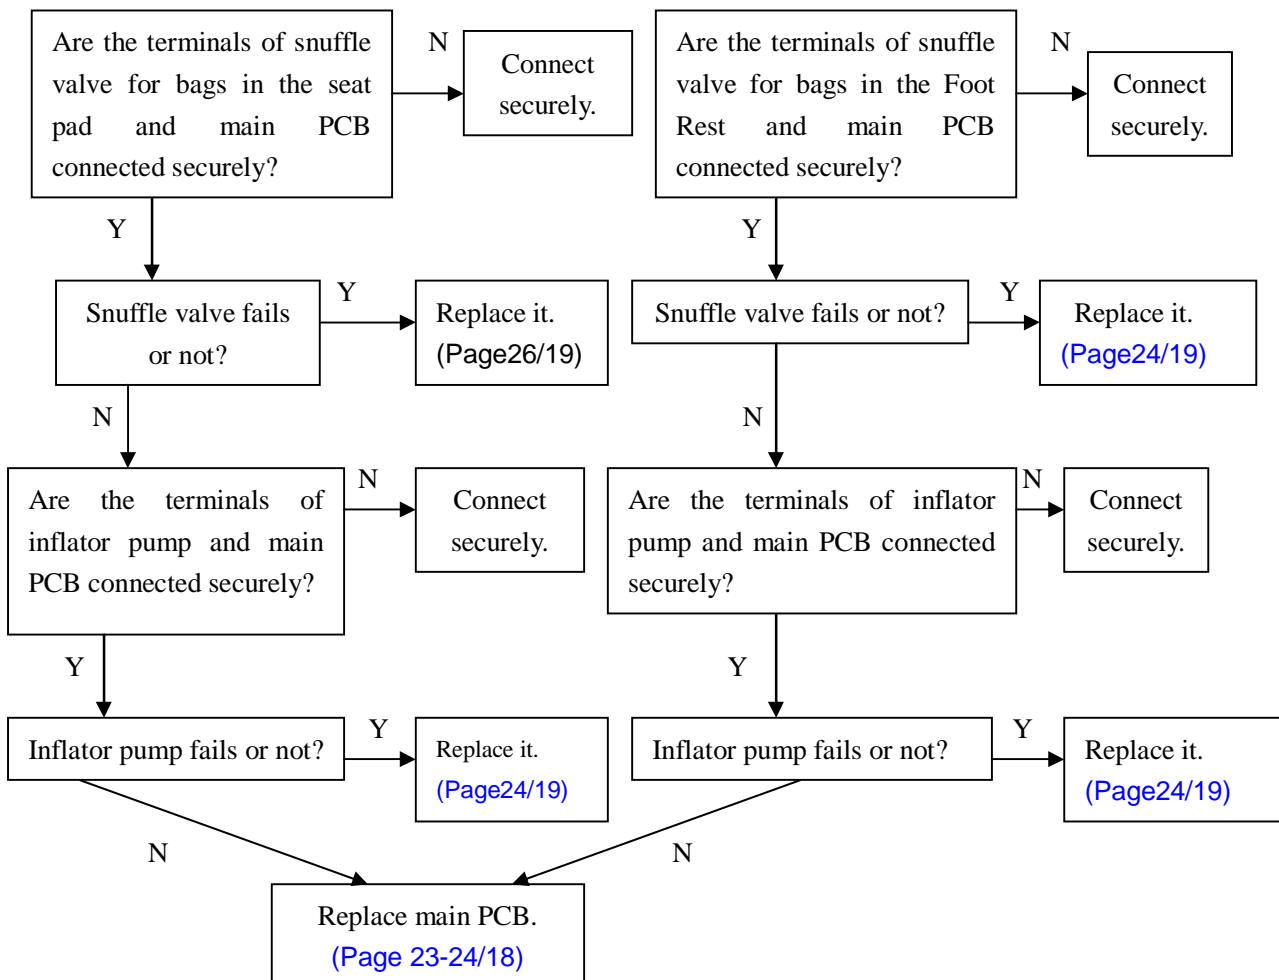 Are the terminals of snuffle
valve for bags in the seat
pad and main PCB
connected securely?
N
Connect
securely.
Are the terminals of snuffle
valve for bags in the Foot
Rest and main PCB
connected securely?
N
Connect
securely.
Y
Y
Snuffle valve fails
or not?
Y
Replace it.
(Page26/19)
Snuffle valve fails or not?
Y
Replace it.
(Page24/19)
N
N
Are the terminals of
inflator pump and main
PCB connected securely?
N
Connect
securely.
Are the terminals of inflator
pump and main PCB connected
securely?
N
Connect
securely.
Y
Y
Inflator pump fails or not?
Y
Replace it.
(Page24/19)
Inflator pump fails or not?
Y
Replace it.
(Page24/19)
N
N
Replace main PCB.
(Page 23-24/18)